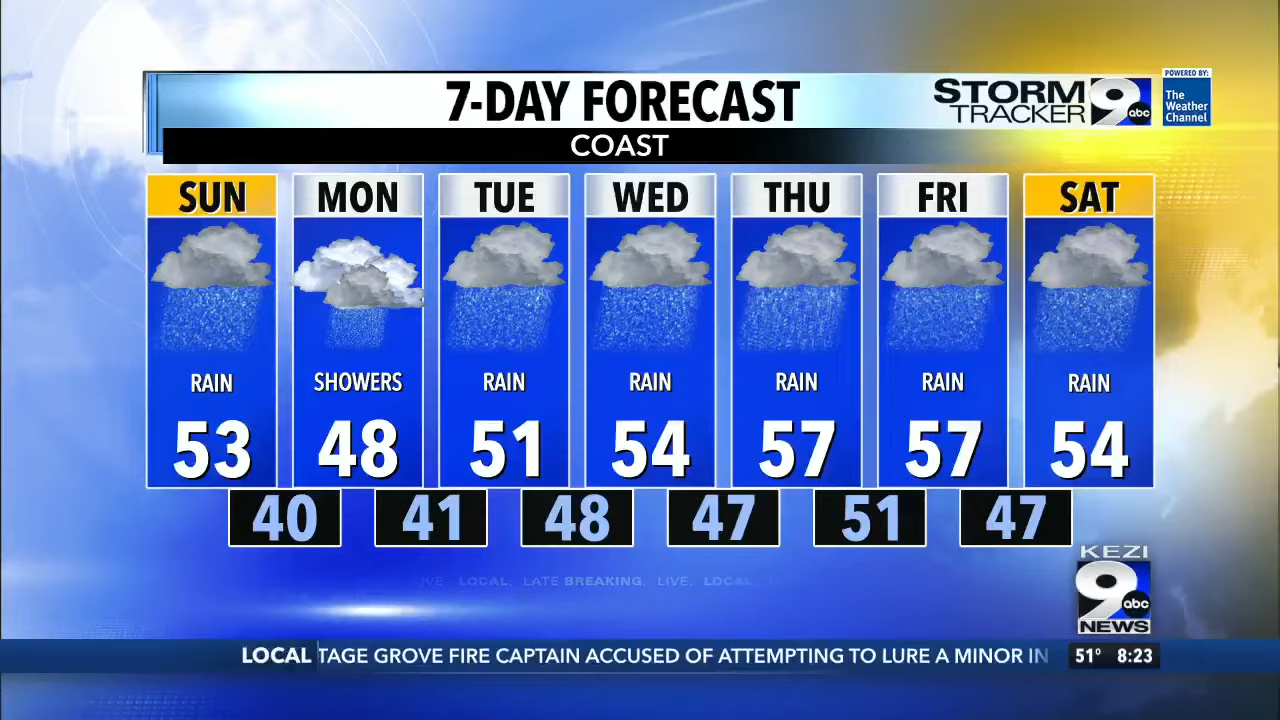 7-DAY FORECAST
COAST
STORM
TRACKER
9
abc
POWERED BY:
The
Weather
Channel
SUN MON TUE WED THU FRI SAT
RAIN SHOWERS RAIN RAIN RAIN RAIN RAIN
53 48 51 54 57 57 54
40 41 48 47 51 47
LIVE. LOCAL. LATE BREAKING. LIVE. LOCAL
KEZI
9
abc
NEWS
LOCAL TAGE GROVE FIRE CAPTAIN ACCUSED OF ATTEMPTING TO LURE A MINOR IN 51° 8:23